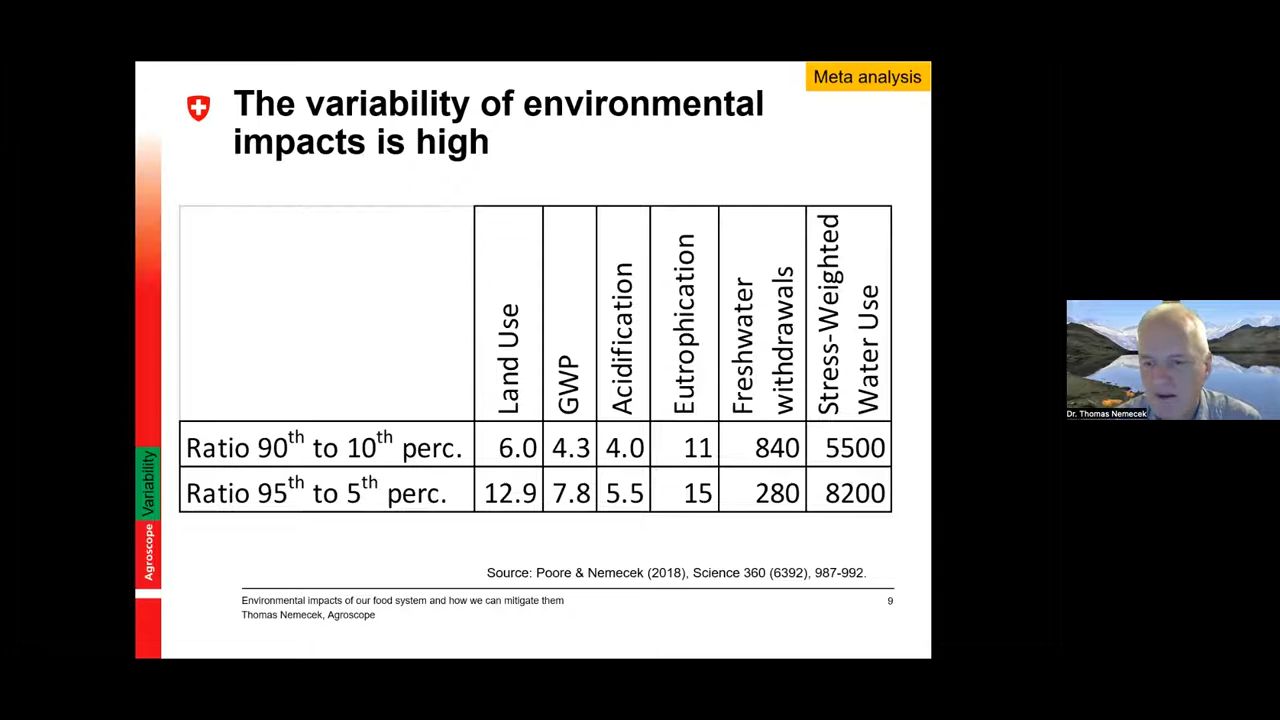 Meta analysis
The variability of environmental
impacts is high
Land Use
GWP
Acidification
Eutrophication
Freshwater
withdrawals
Stress-Weighted
Water Use
Ratio 90th to 10th perc. 6.0 4.3 4.0 11 840 5500
Ratio 95th to 5th perc. 12.9 7.8 5.5 15 280 8200
Variability
Agroscope
Source: Poore & Nemecek (2018), Science 360 (6392), 987-992.
Environmental impacts of our food system and how we can mitigate them 9
Thomas Nemecek, Agroscope
Dr. Thomas Nemecek